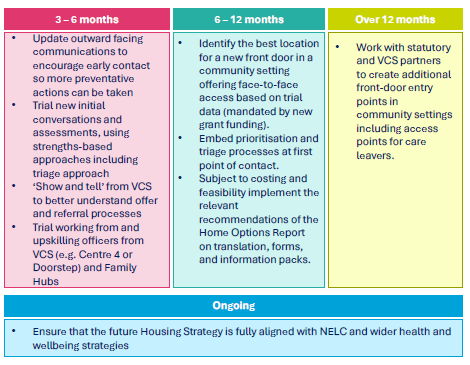 3 – 6 months
• Update outward facing
communications to
encourage early contact
so more preventative
actions can be taken
• Trial new initial
conversations and
assessments, using
strengths-based
approaches including
triage approach
• ‘Show and tell’ from VCS
to better understand offer
and referral processes
• Trial working from and
upskilling officers from
VCS (e.g. Centre 4 or
Doorstep) and Family
Hubs
6 – 12 months
• Identify the best location
for a new front door in a
community setting
offering face-to-face
access based on trial
data (mandated by new
grant funding).
• Embed prioritisation and
triage processes at first
point of contact.
• Subject to costing and
feasibility implement the
relevant
recommendations of the
Home Options Report
on translation, forms,
and information packs.
Over 12 months
• Work with statutory
and VCS partners
to create additional
front-door entry
points in
community settings
including access
points for care
leavers.
Ongoing
• Ensure that the future Housing Strategy is fully aligned with NELC and wider health and
wellbeing strategies